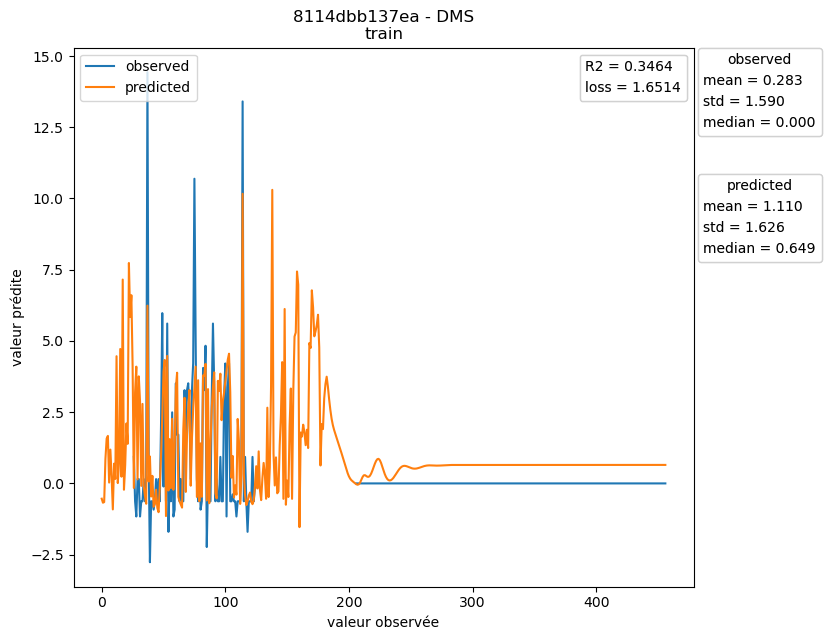 8114dbb137ea - DMS
train
observed
predicted
R2 = 0.3464
loss = 1.6514
observed
mean = 0.283
std = 1.590
median = 0.000
predicted
mean = 1.110
std = 1.626
median = 0.649
valeur prédite
15.0
12.5
10.0
7.5
5.0
2.5
0.0
−2.5
0
100
200
300
400
valeur observée